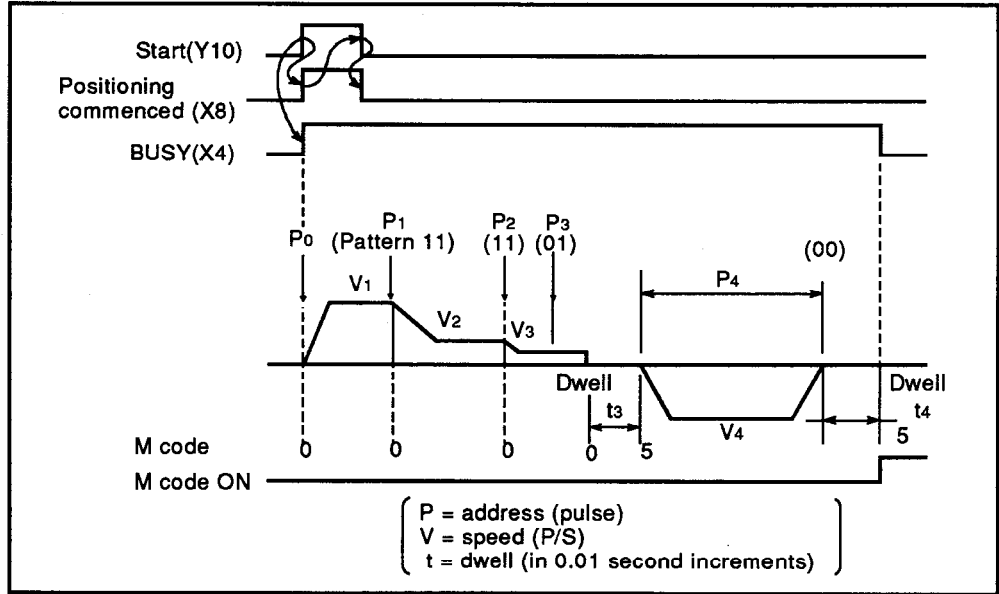 Start(Y10)
Positioning
commenced (X8)
BUSY(X4)
P0
P1
(Pattern 11)
P2
(11)
P3
(01)
(00)
P4
V1
V2
V3
Dwell
t3
V4
Dwell
t4
M code
0
0
0
0
5
5
M code ON
P = address (pulse)
V = speed (P/S)
t = dwell (in 0.01 second increments)